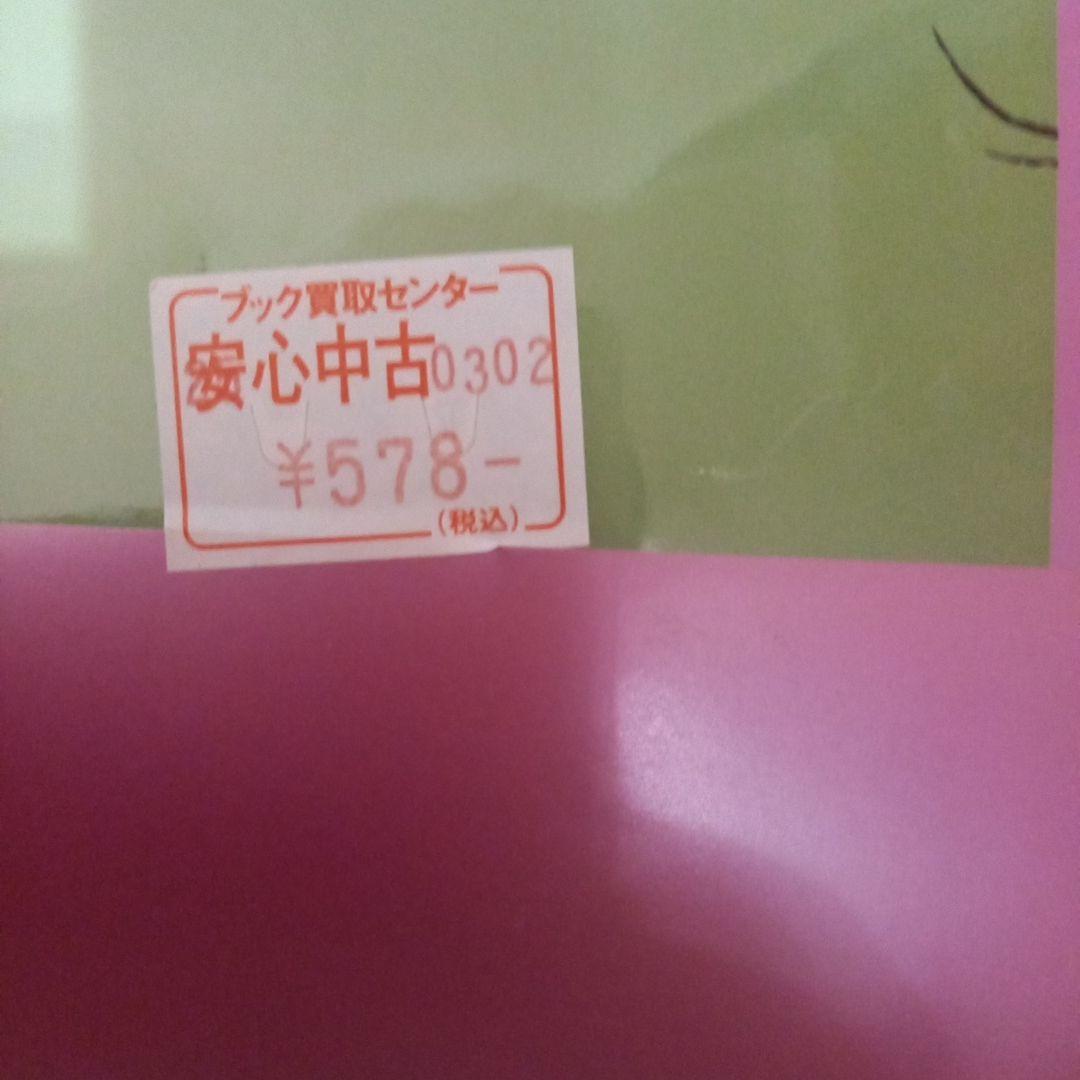 ブック買取センター
安心中古0302
¥578-
(税込)